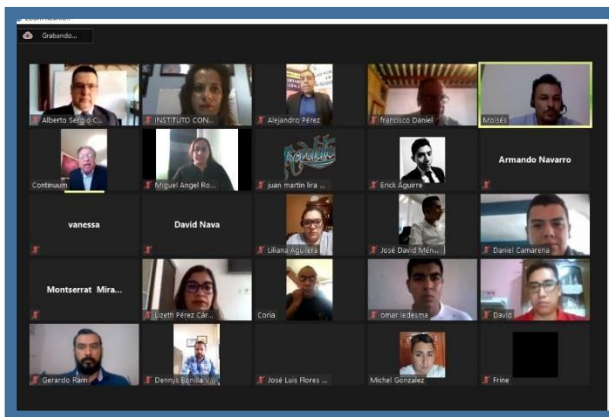 Grabando...
Alberto Sergio C...
INSTITUTO CON...
Alejandro Pérez
francisco Daniel
Moisés
Continuum
Miguel Angel Ro...
juan martin lira ...
Erick Aguirre
Armando Navarro
vanessa
David Nava
Liliana Aguilera
José David Mén...
Daniel Camarena
Montserrat Mira...
Lizeth Pérez Cár...
Coria
omar ledesma
David
Gerardo Ram
Dennys Bonilla V...
José Luis Flores ...
Michel Gonzalez
Frine